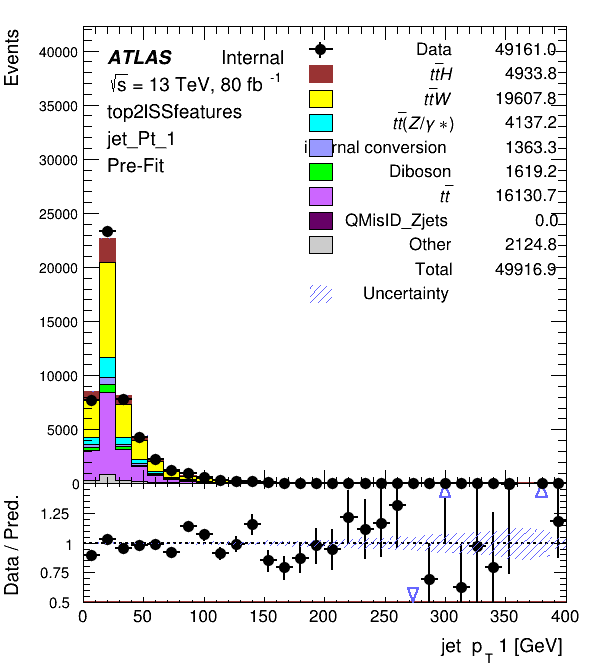 Events
40000
35000
30000
25000
20000
15000
10000
5000
0
ATLAS Internal
√s = 13 TeV, 80 fb -1
top2lSSfeatures
jet_Pt_1
Pre-Fit
Data 49161.0
tt̄H 4933.8
tt̄W 19607.8
tt̄(Z/γ*) 4137.2
conversion 1363.3
Diboson 1619.2
tt̄ 16130.7
QMisID_Zjets 0.0
Other 2124.8
Total 49916.9
Uncertainty
Data / Pred.
1.25
1
0.75
0.5
0 50 100 150 200 250 300 350 400
jet p_T 1 [GeV]